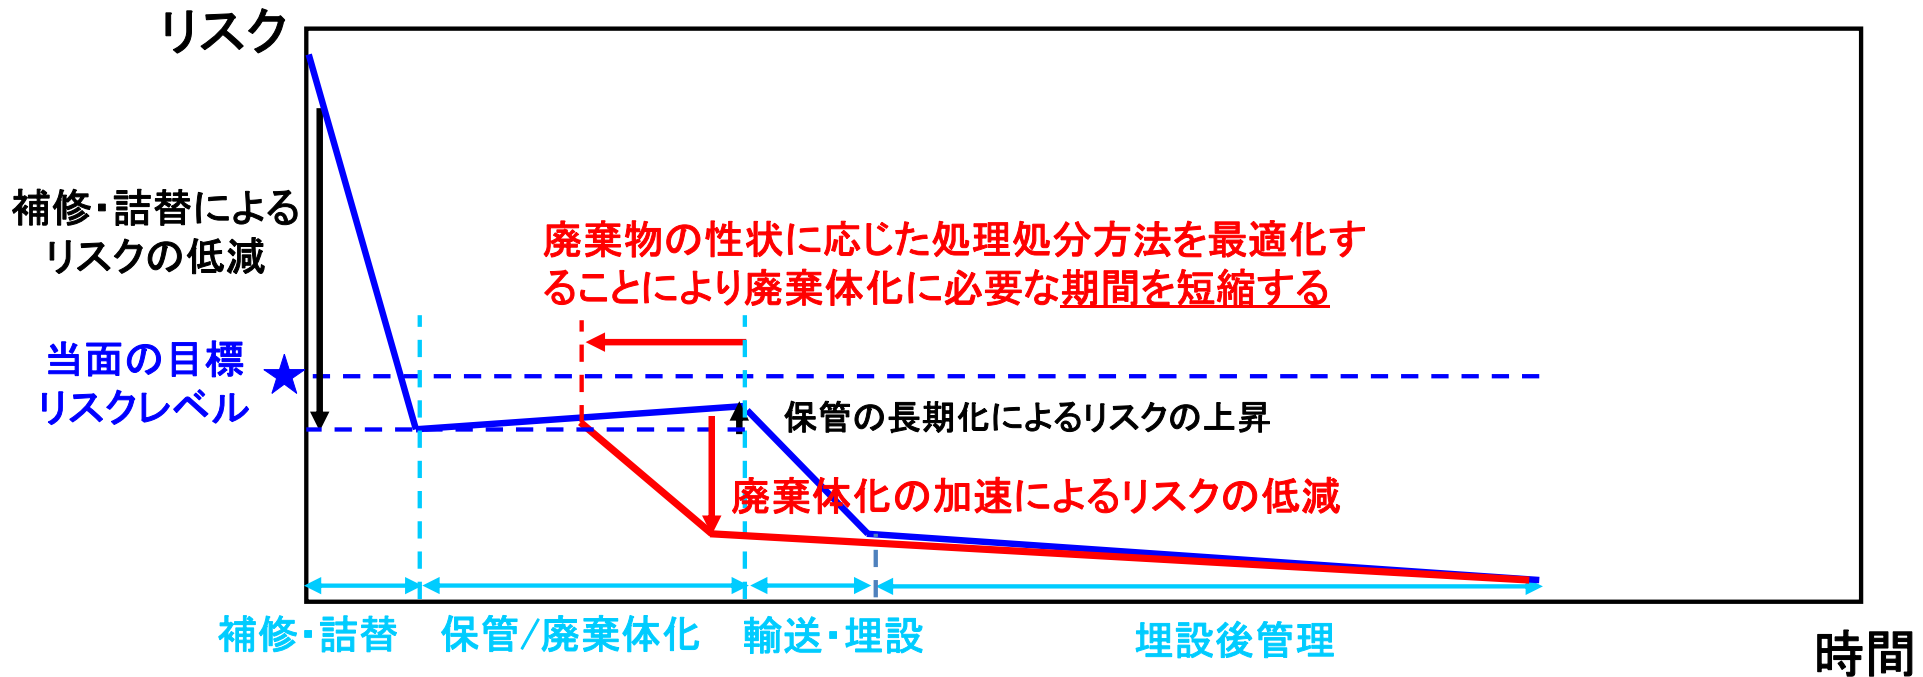 リスク
補修・詰替による
リスクの低減
廃棄物の性状に応じた処理処分方法を最適化す
ることにより廃棄体化に必要な期間を短縮する
当面の目標
リスクレベル
★
保管の長期化によるリスクの上昇
廃棄体化の加速によるリスクの低減
補修・詰替
保管/廃棄体化
輸送・埋設
埋設後管理
時間